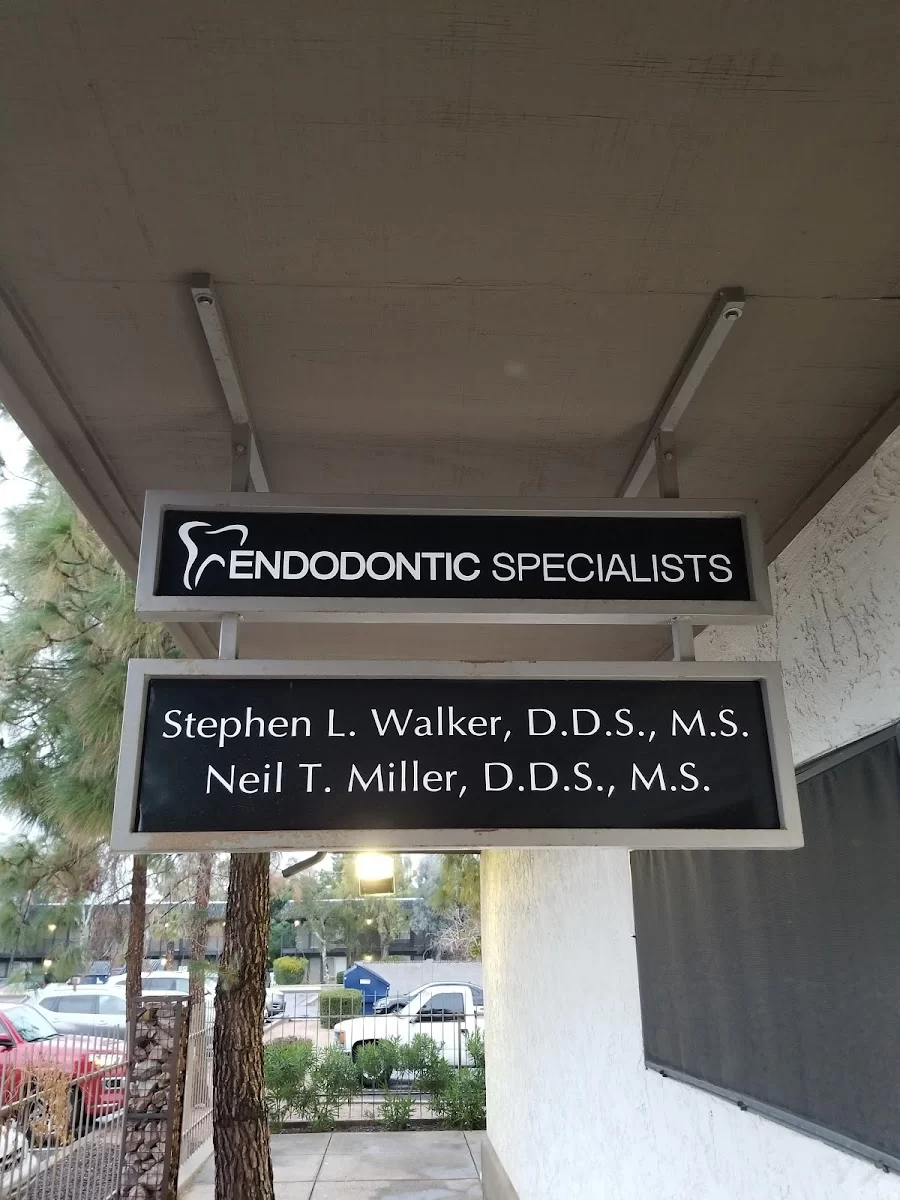 ENDODONTIC SPECIALISTS
Stephen L. Walker, D.D.S., M.S.
Neil T. Miller, D.D.S., M.S.